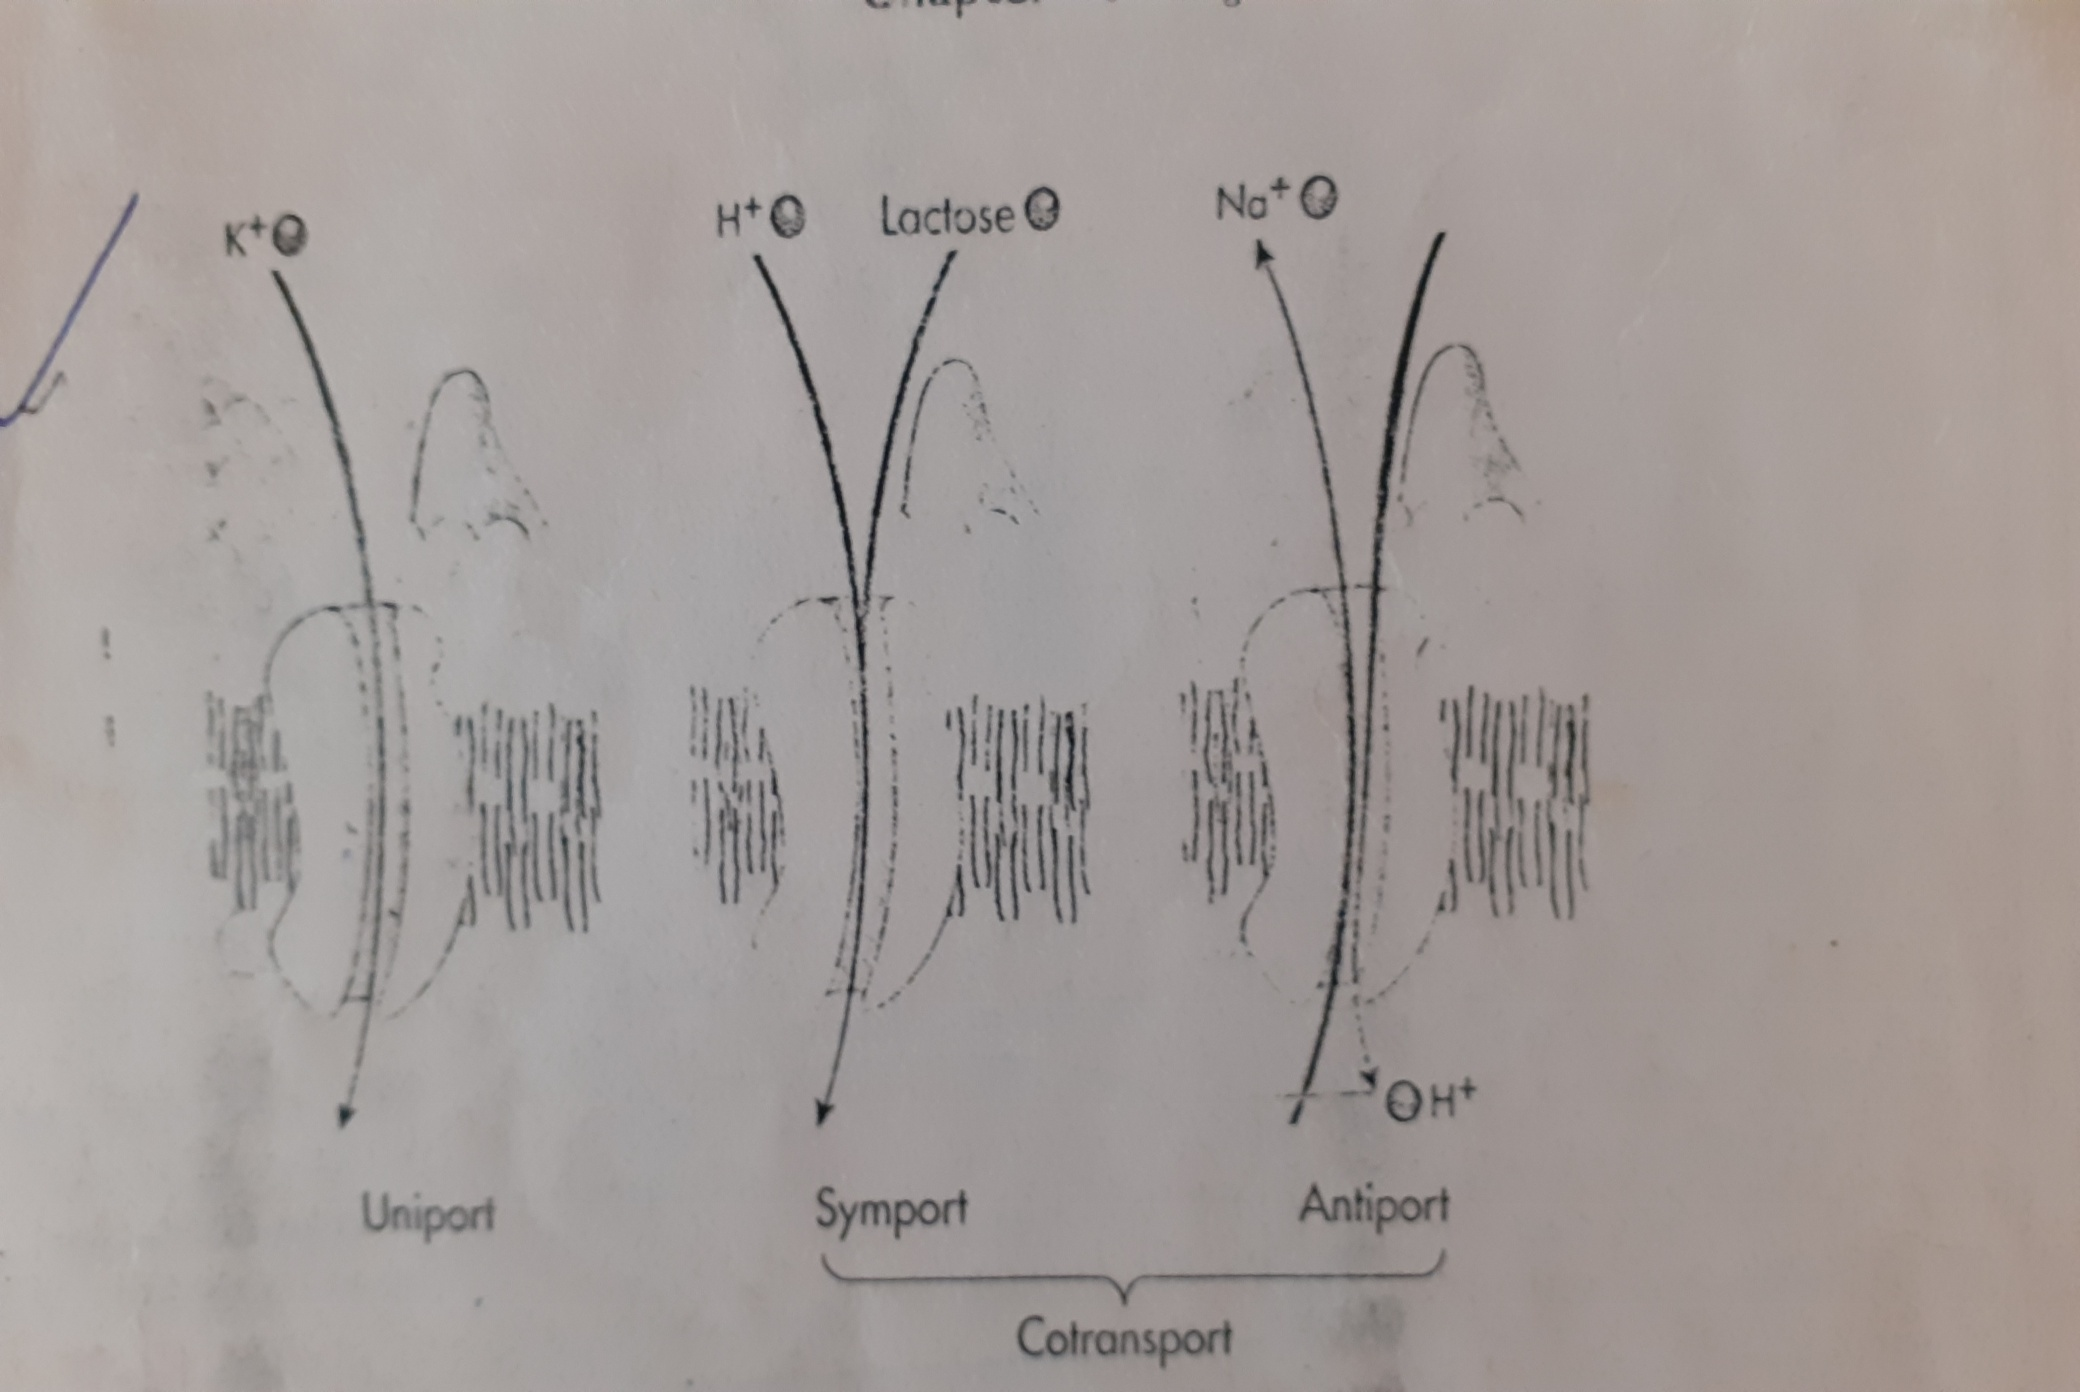 K+
H+ Lactose
Na+
H+
Uniport
Symport
Antiport
Cotransport